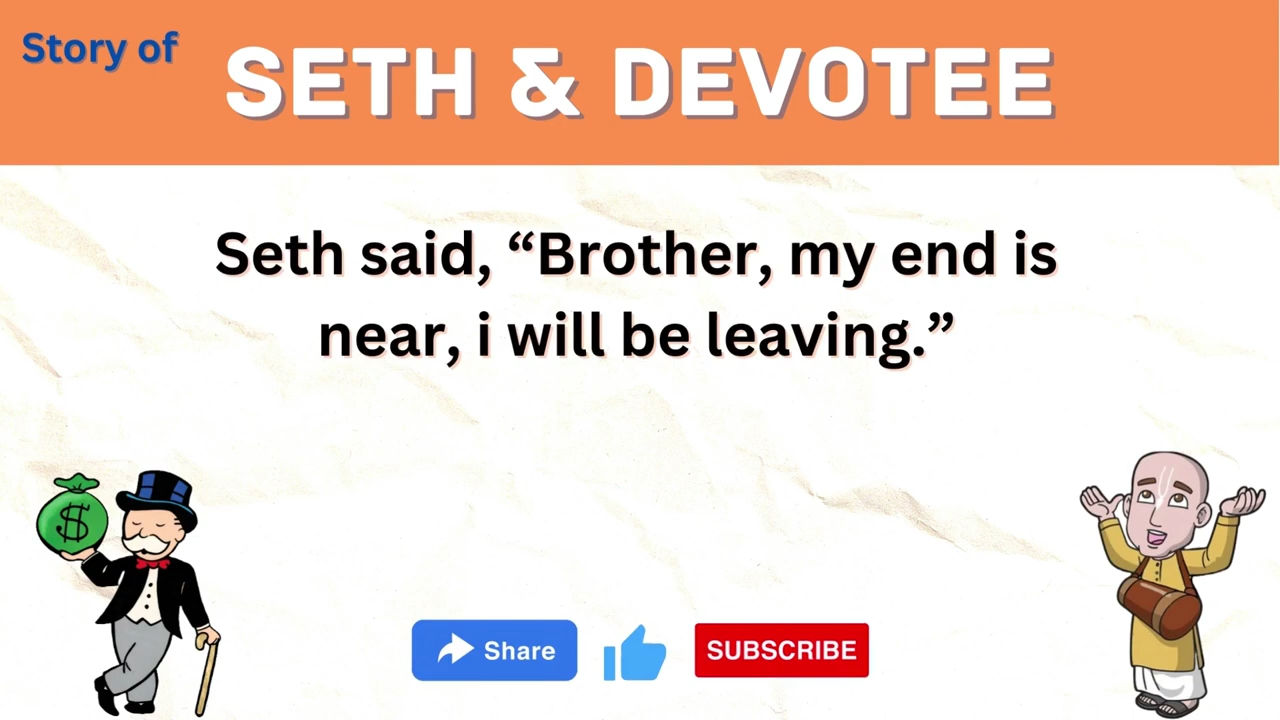 Story of
SETH & DEVOTEE
Seth said, “Brother, my end is
near, i will be leaving.”
$
Share
SUBSCRIBE